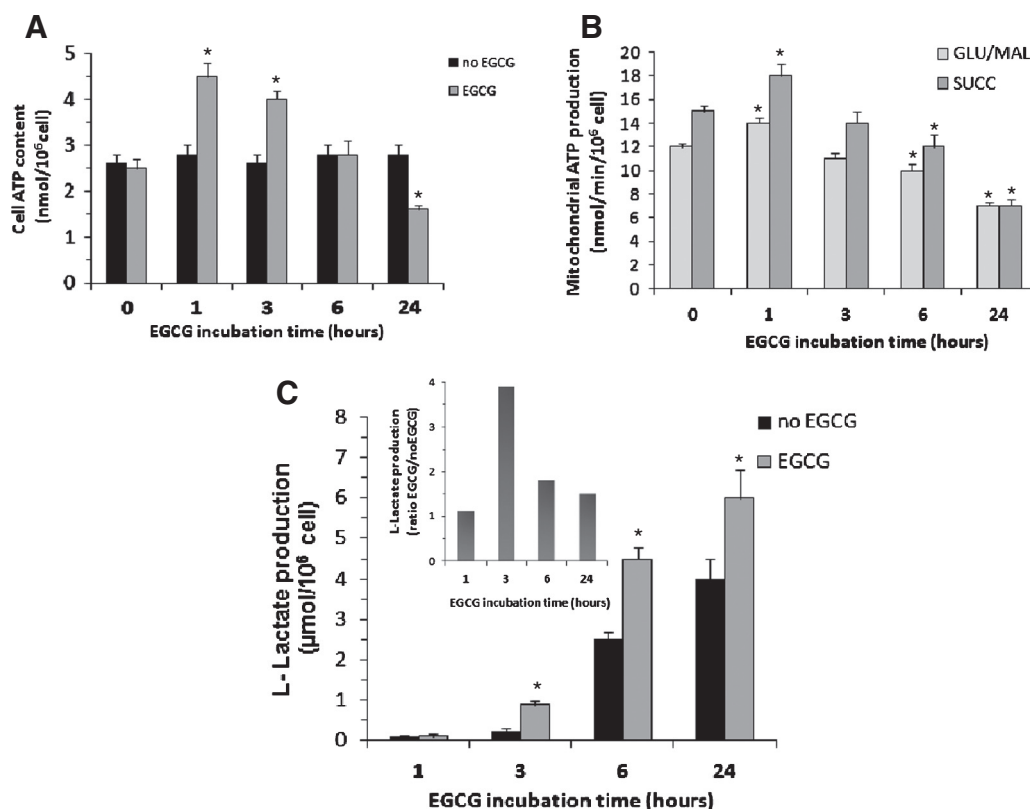 A
Cell ATP content
(nmol/10⁶cell)
5
4
3
2
1
0
* * *
no EGCG
EGCG
0 1 3 6 24
EGCG incubation time (hours)
B
Mitochondrial ATP production
(nmol/min/10⁶ cell)
20
18
16
14
12
10
8
6
4
2
0
* * * * * *
GLU/MAL
SUCC
0 1 3 6 24
EGCG incubation time (hours)
C
L- Lactate production
(µmol/10⁶ cell)
8
7
6
5
4
3
2
1
0
L-Lactate production
(ratio EGCG/noEGCG)
4
3
2
1
0
1 3 6 24
EGCG incubation time (hours)
* * *
no EGCG
EGCG
1 3 6 24
EGCG incubation time (hours)